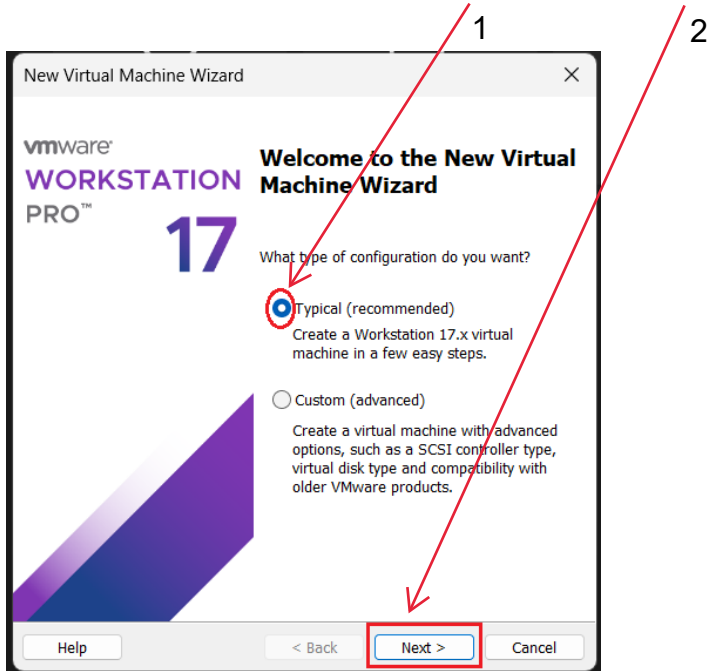 1
2
New Virtual Machine Wizard
vmware
WORKSTATION
PRO™
17
Welcome to the New Virtual
Machine Wizard
What type of configuration do you want?
Typical (recommended)
Create a Workstation 17.x virtual
machine in a few easy steps.
Custom (advanced)
Create a virtual machine with advanced
options, such as a SCSI controller type,
virtual disk type and compatibility with
older VMware products.
Help
< Back
Next >
Cancel